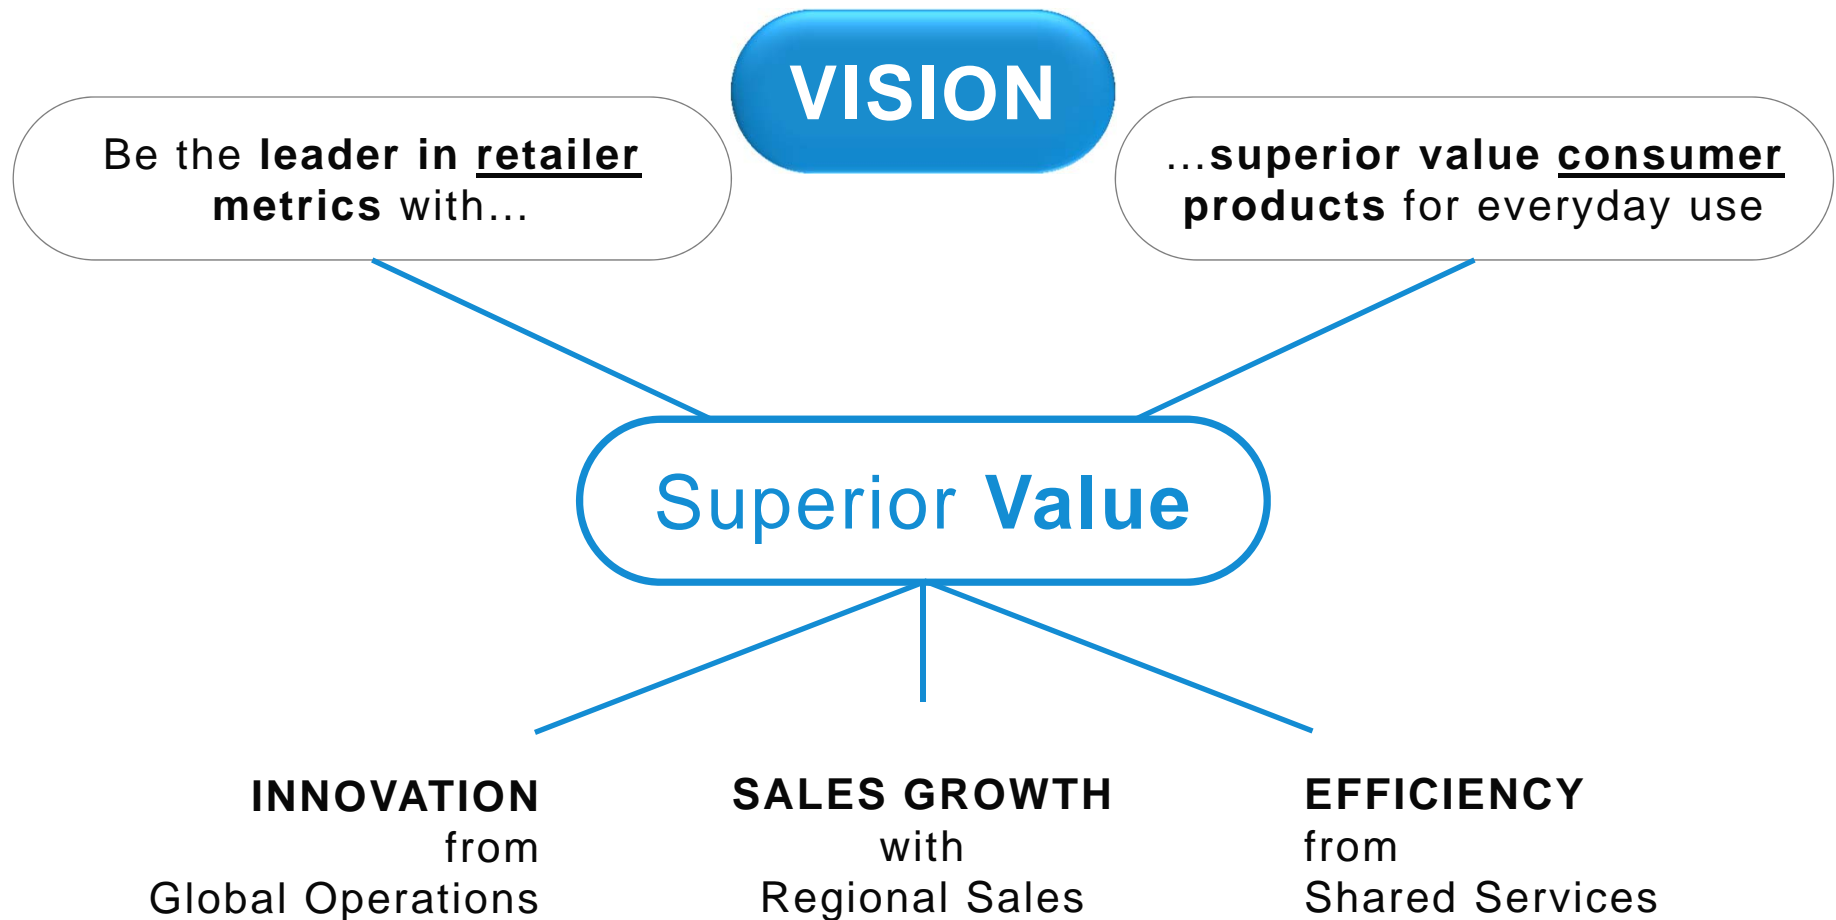 VISION
Be the leader in retailer
metrics with...
...superior value consumer
products for everyday use
Superior Value
INNOVATION
from
Global Operations
SALES GROWTH
with
Regional Sales
EFFICIENCY
from
Shared Services